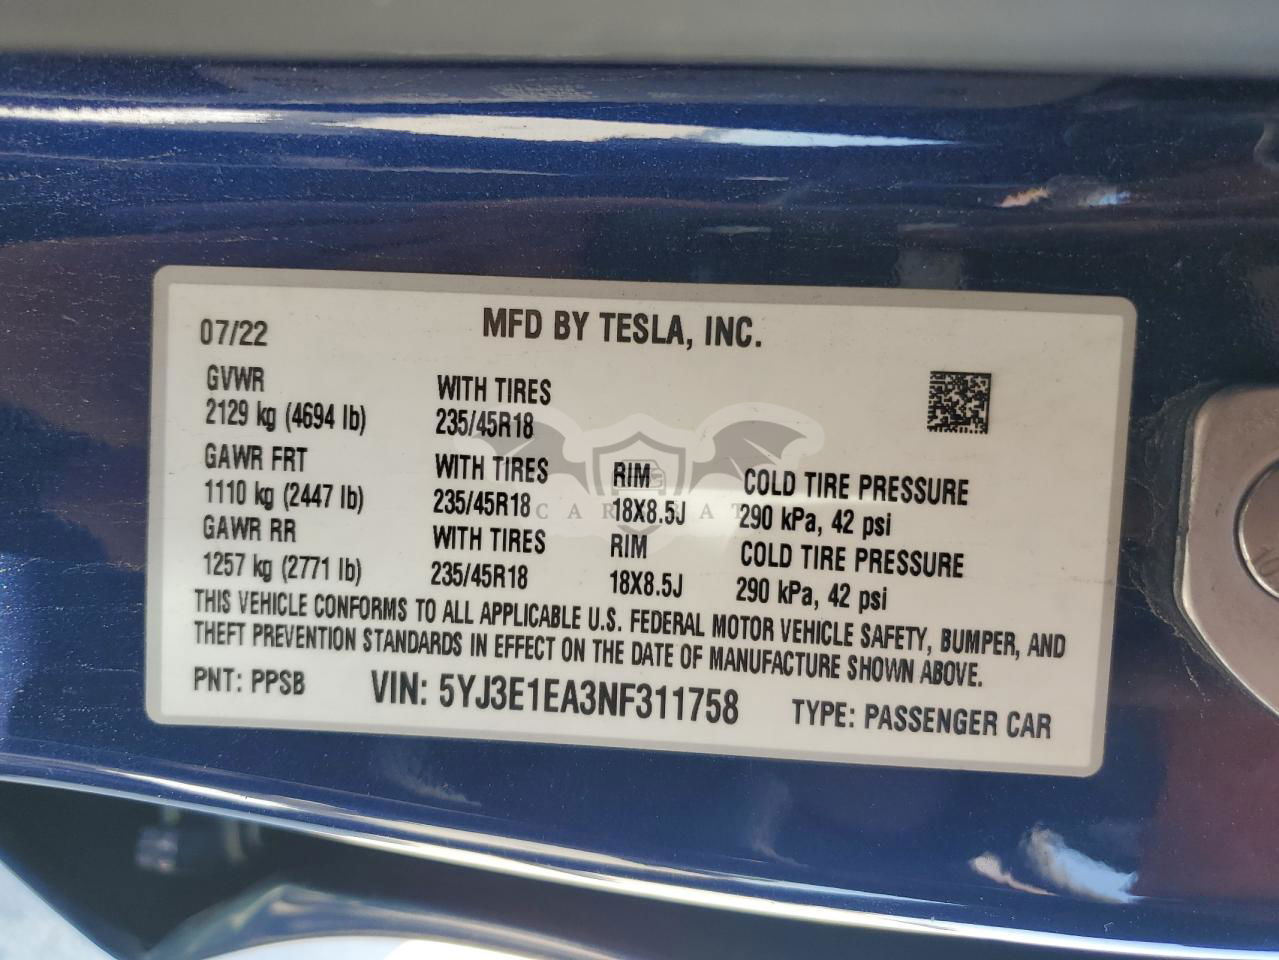 07/22 MFD BY TESLA, INC.
GVWR WITH TIRES
2129 kg (4694 lb) 235/45R18
GAWR FRT WITH TIRES RIM COLD TIRE PRESSURE
1110 kg (2447 lb) 235/45R18 18X8.5J 290 kPa, 42 psi
GAWR RR WITH TIRES RIM COLD TIRE PRESSURE
1257 kg (2771 lb) 235/45R18 18X8.5J 290 kPa, 42 psi
THIS VEHICLE CONFORMS TO ALL APPLICABLE U.S. FEDERAL MOTOR VEHICLE SAFETY, BUMPER, AND
THEFT PREVENTION STANDARDS IN EFFECT ON THE DATE OF MANUFACTURE SHOWN ABOVE.
PNT: PPSB VIN: 5YJ3E1EA3NF311758 TYPE: PASSENGER CAR